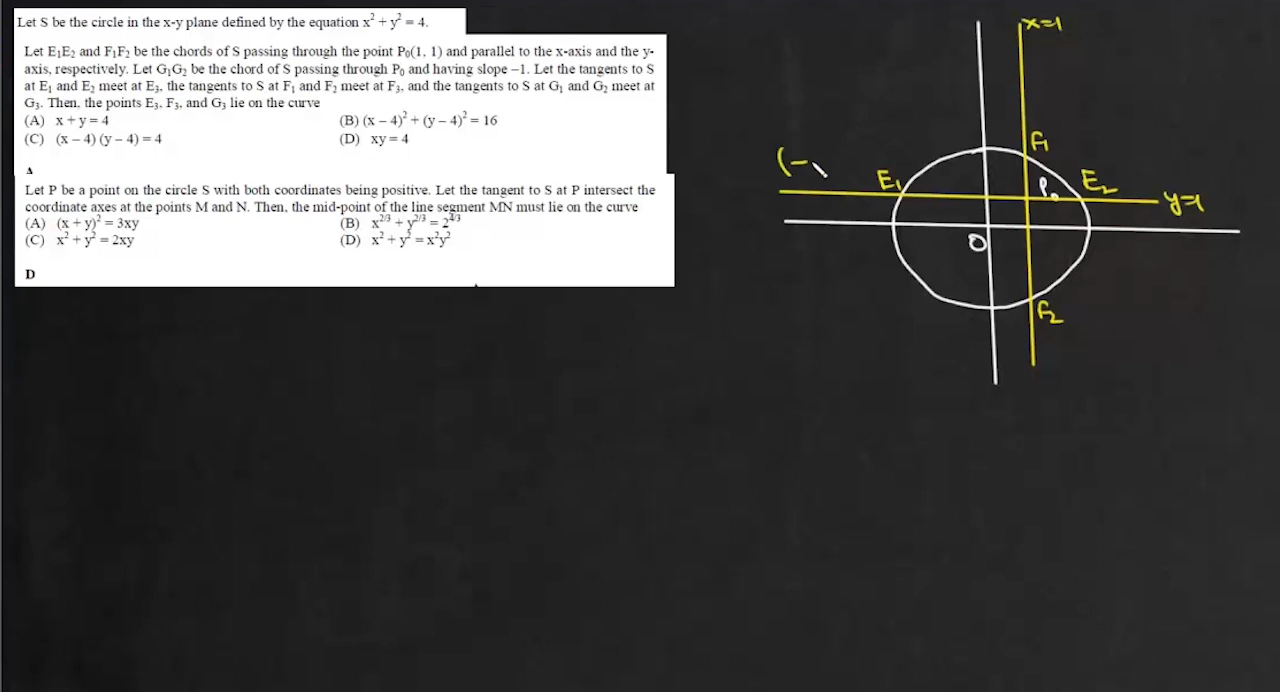 Let S be the circle in the x-y plane defined by the equation x² + y² = 4.
Let E₁E₂ and F₁F₂ be the chords of S passing through the point P₀(1, 1) and parallel to the x-axis and the y-
axis, respectively. Let G₁G₂ be the chord of S passing through P₀ and having slope −1. Let the tangents to S
at E₁ and E₂ meet at E₃, the tangents to S at F₁ and F₂ meet at F₃, and the tangents to S at G₁ and G₂ meet at
G₃. Then, the points E₃, F₃, and G₃ lie on the curve
(A) x + y = 4 (B) (x − 4)² + (y − 4)² = 16
(C) (x − 4) (y − 4) = 4 (D) xy = 4
A
Let P be a point on the circle S with both coordinates being positive. Let the tangent to S at P intersect the
coordinate axes at the points M and N. Then, the mid-point of the line segment MN must lie on the curve
(A) (x + y)² = 3xy (B) x^2/3 + y^2/3 = 2^4/3
(C) x² + y² = 2xy (D) x² + y² = x²y²
D
x=1
F₁
(-
E₁
P₀
E₂
y=1
O
F₂